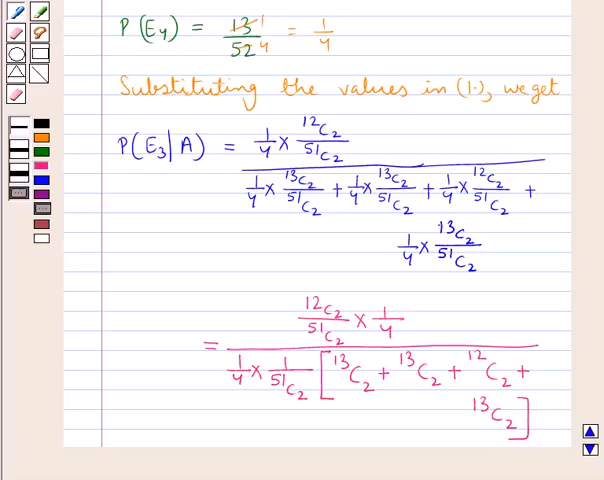 P(E₄) = 13/52 = 1/4
Substituting the values in (1.), we get
P(E₃|A) = (1/4 × ¹²C₂/⁵¹C₂) / (1/4 × ¹³C₂/⁵¹C₂ + 1/4 × ¹³C₂/⁵¹C₂ + 1/4 × ¹²C₂/⁵¹C₂ +
1/4 × ¹³C₂/⁵¹C₂)
= (¹²C₂/⁵¹C₂ × 1/4) / (1/4 × 1/⁵¹C₂ [¹³C₂ + ¹³C₂ + ¹²C₂ +
¹³C₂])